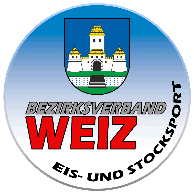 BEZIRKSVERBAND
WEIZ
EIS- UND STOCKSPORT